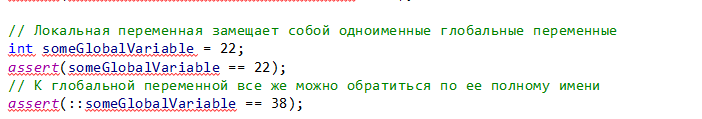 // Локальная переменная замещает собой одноименные глобальные переменные
int someGlobalVariable = 22;
assert(someGlobalVariable == 22);
// К глобальной переменной все же можно обратиться по ее полному имени
assert(::someGlobalVariable == 38);